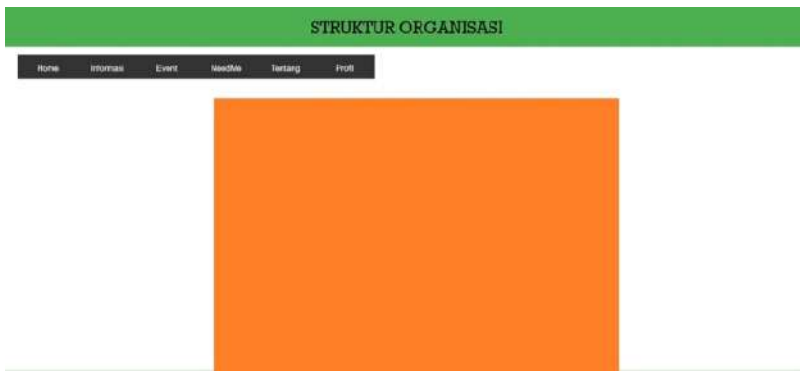 STRUKTUR ORGANISASI
Home Informasi Event NeedMe Tentang Profil